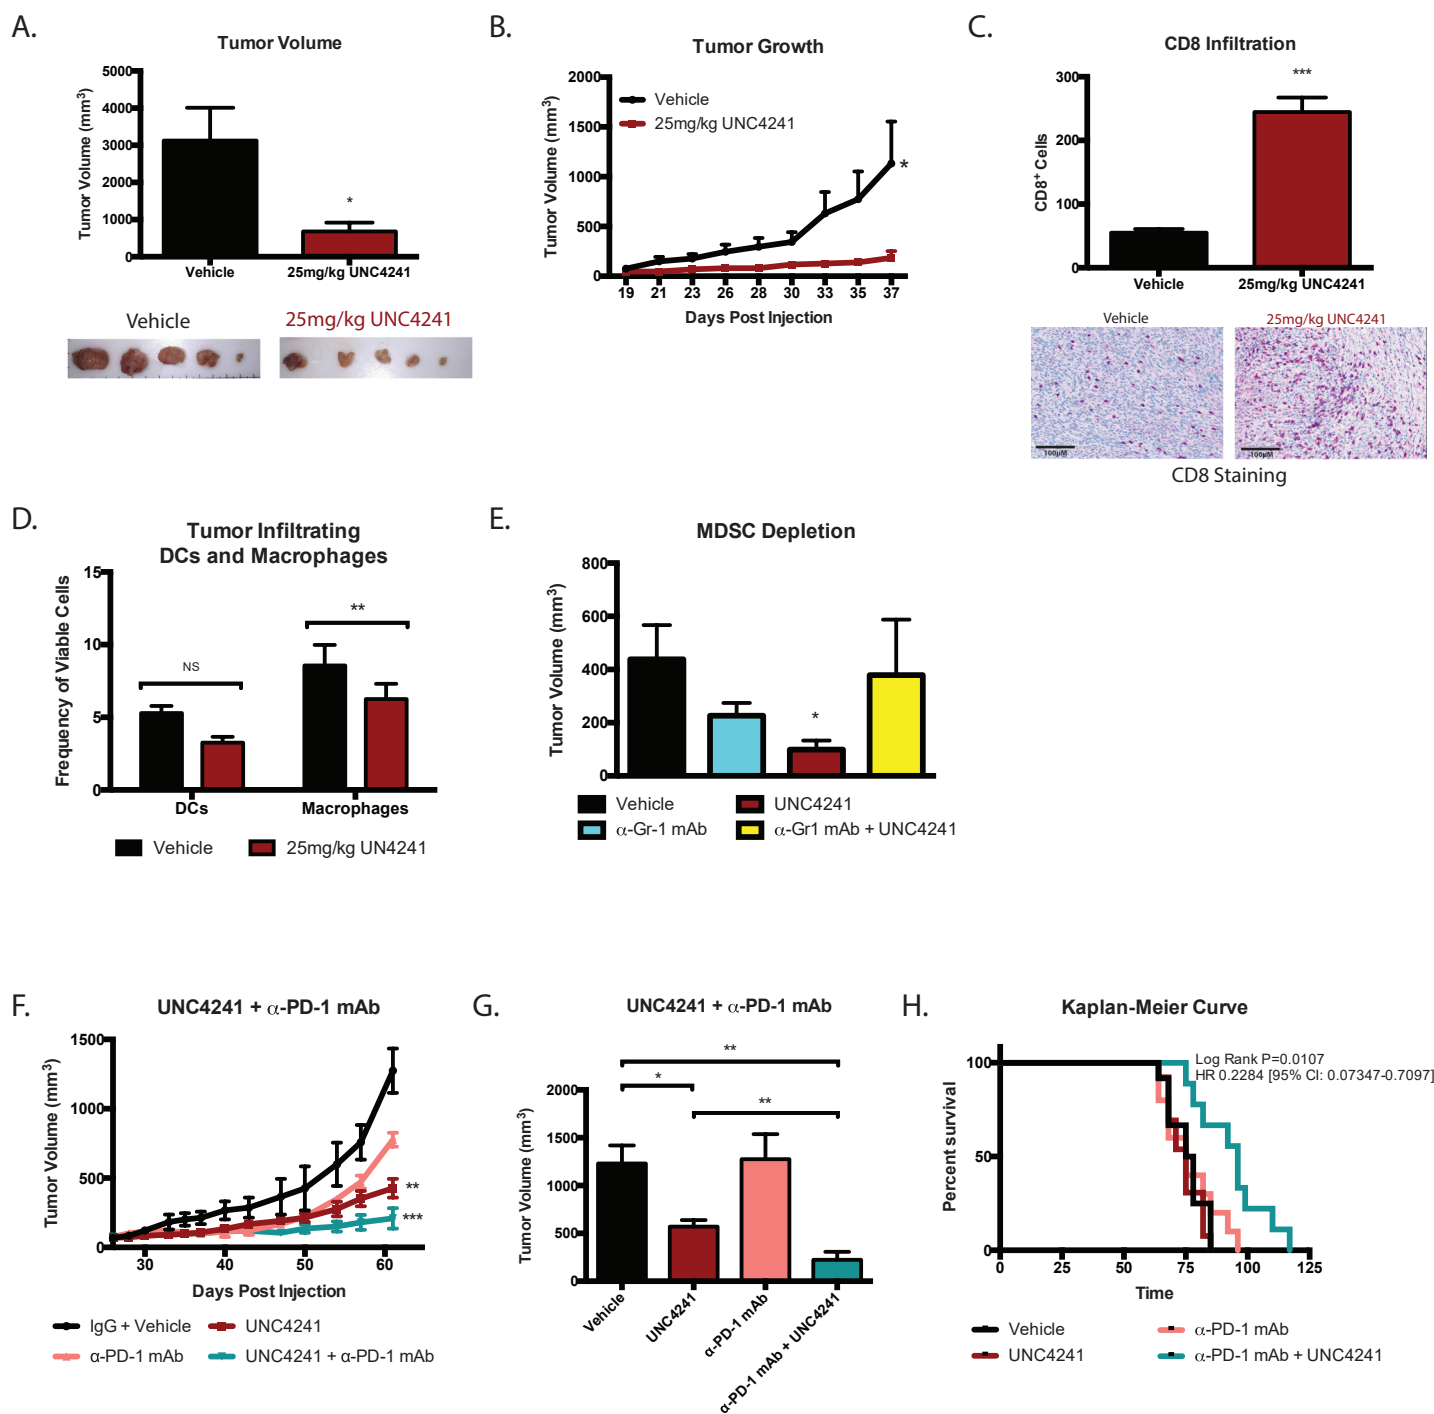 A.
Tumor Volume
Tumor Volume (mm³)
5000
4000
3000
2000
1000
0
*
Vehicle
25mg/kg UNC4241
Vehicle
25mg/kg UNC4241
B.
Tumor Growth
Tumor Volume (mm³)
2000
1500
1000
500
0
Vehicle
25mg/kg UNC4241
*
19 21 23 26 28 30 33 35 37
Days Post Injection
C.
CD8 Infiltration
CD8⁺ Cells
300
200
100
0
***
Vehicle
25mg/kg UNC4241
Vehicle
25mg/kg UNC4241
100µM
100µM
CD8 Staining
D.
Tumor Infiltrating
DCs and Macrophages
Frequency of Viable Cells
15
10
5
0
NS
**
DCs
Macrophages
Vehicle
25mg/kg UN4241
E.
MDSC Depletion
Tumor Volume (mm³)
800
600
400
200
0
*
Vehicle
UNC4241
α-Gr-1 mAb
α-Gr1 mAb + UNC4241
F.
UNC4241 + α-PD-1 mAb
Tumor Volume (mm³)
1500
1000
500
0
**
***
30 40 50 60
Days Post Injection
IgG + Vehicle
UNC4241
α-PD-1 mAb
UNC4241 + α-PD-1 mAb
G.
UNC4241 + α-PD-1 mAb
Tumor Volume (mm³)
2000
1500
1000
500
0
**
*
**
Vehicle
UNC4241
α-PD-1 mAb
α-PD-1 mAb + UNC4241
H.
Kaplan-Meier Curve
Percent survival
100
50
0
Log Rank P=0.0107
HR 0.2284 [95% CI: 0.07347-0.7097]
0 25 50 75 100 125
Time
Vehicle
α-PD-1 mAb
UNC4241
α-PD-1 mAb + UNC4241